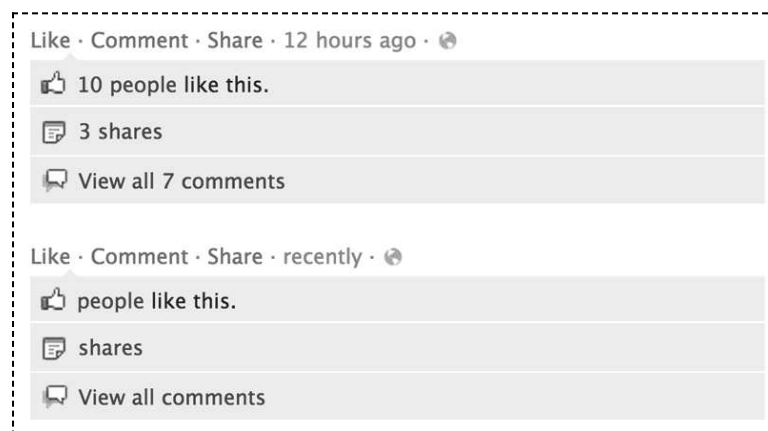 Like · Comment · Share · 12 hours ago ·
10 people like this.
3 shares
View all 7 comments
Like · Comment · Share · recently ·
people like this.
shares
View all comments